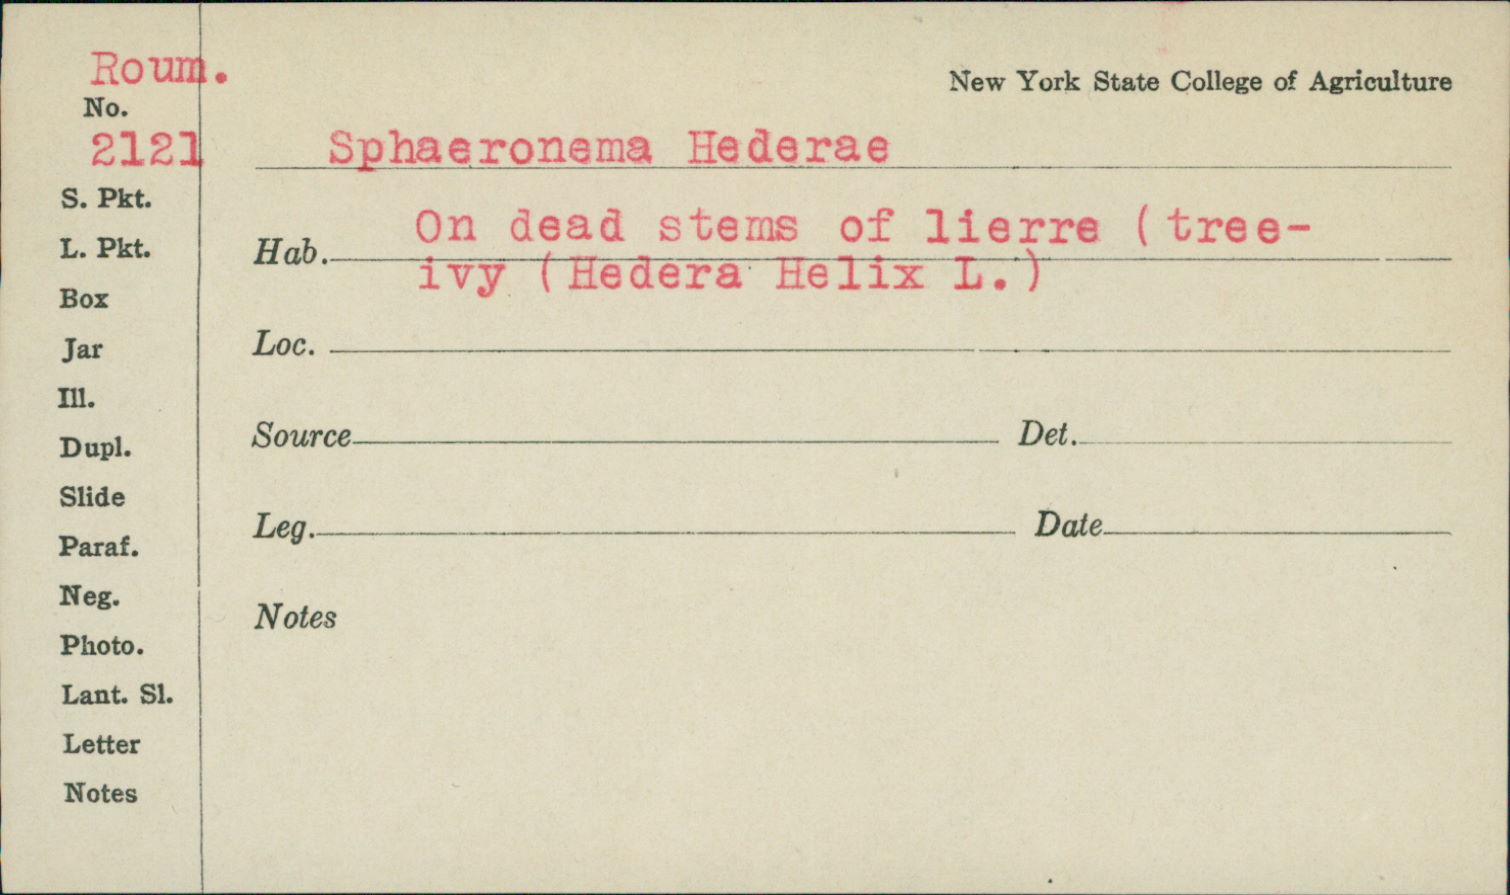 Roum.
New York State College of Agriculture
No.
2121
Sphaeronema Hederae
S. Pkt.
Hab. On dead stems of lierre (tree-
ivy (Hedera Helix L.)
L. Pkt.
Box
Loc.
Jar
Ill.
Source Det.
Dupl.
Slide
Leg. Date
Paraf.
Neg.
Notes
Photo.
Lant. Sl.
Letter
Notes